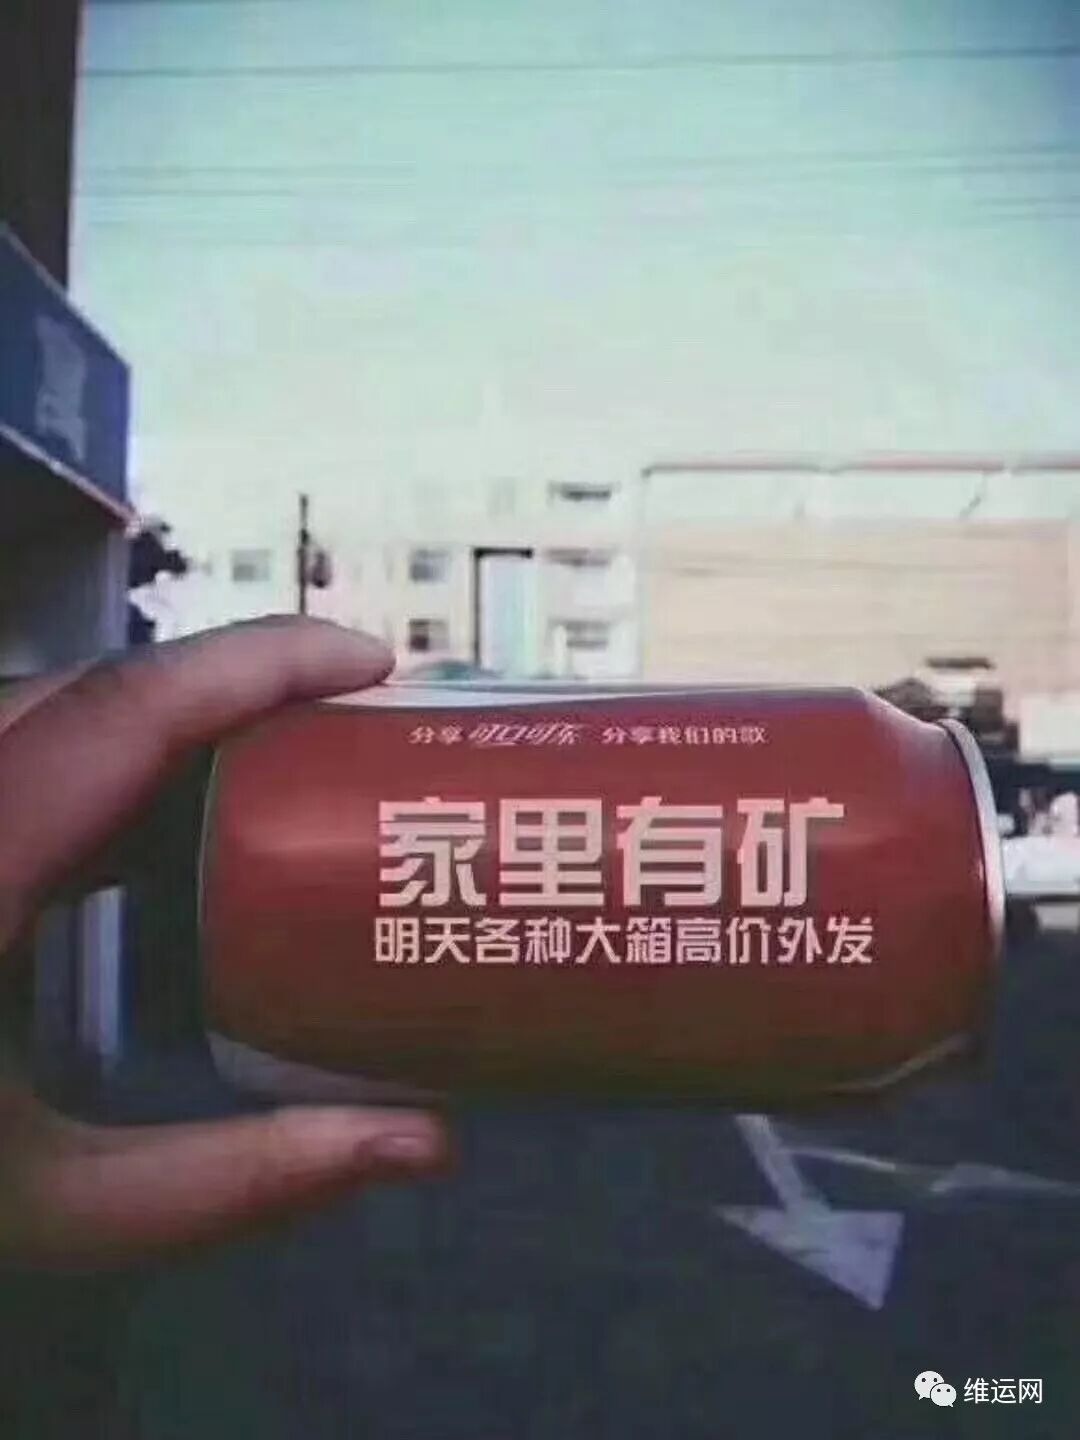 分享 可口可乐 分享我们的歌
家里有矿
明天各种大箱高价外发
维运网